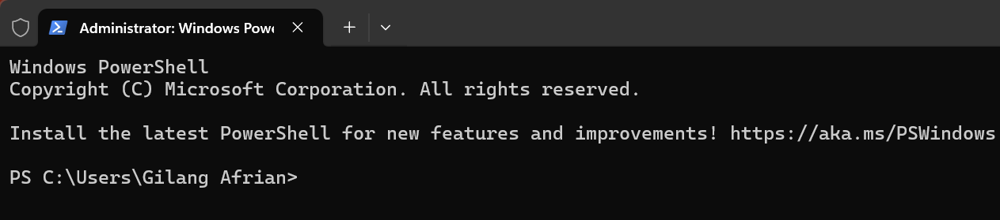 Administrator: Windows Powe
Windows PowerShell
Copyright (C) Microsoft Corporation. All rights reserved.
Install the latest PowerShell for new features and improvements! https://aka.ms/PSWindows
PS C:\Users\Gilang Afrian>